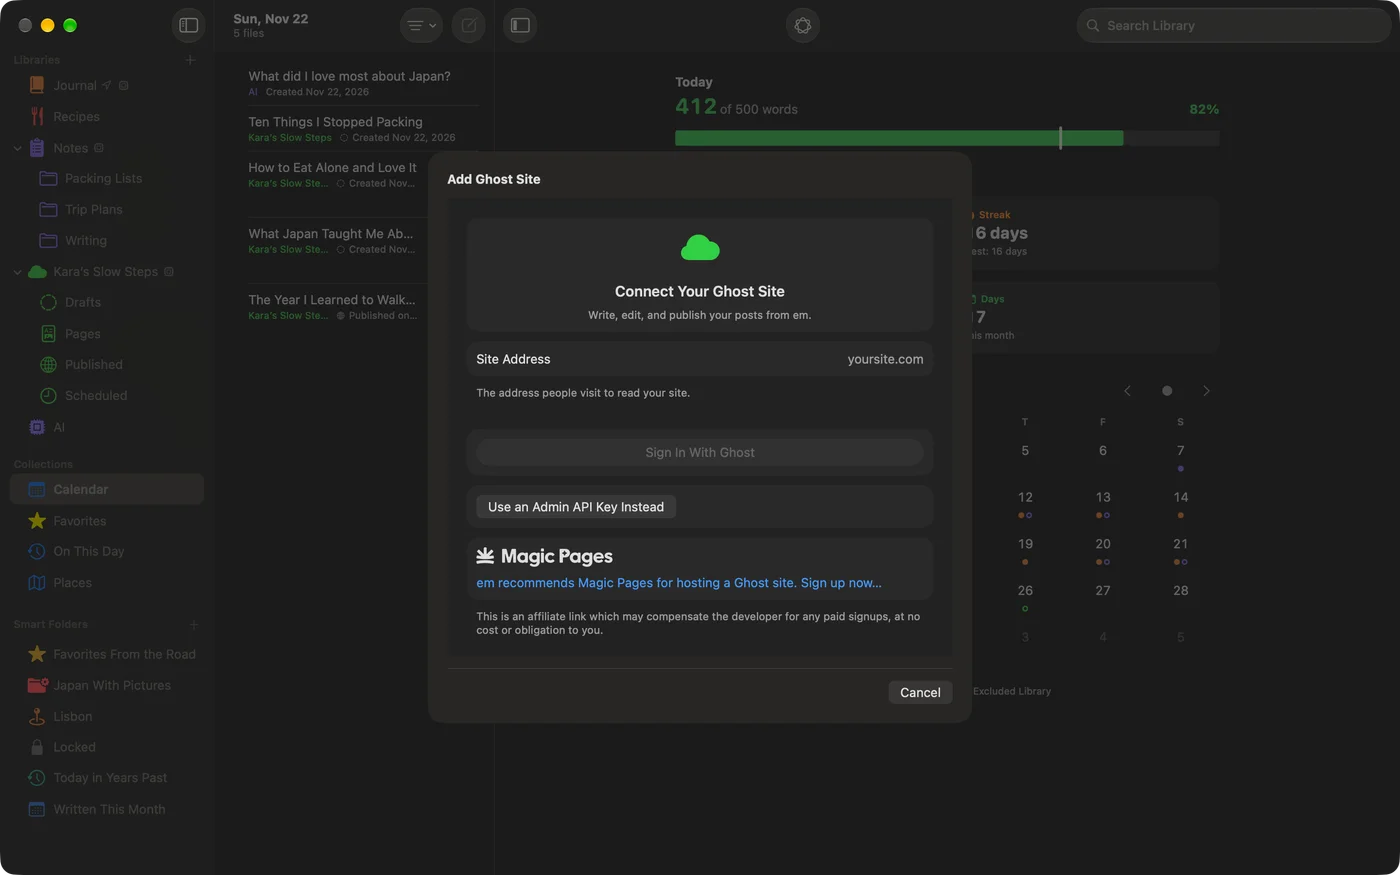 Sun, Nov 22
5 files
Search Library
Libraries
Journal
Recipes
Notes
Packing Lists
Trip Plans
Writing
Kara's Slow Steps
Drafts
Pages
Published
Scheduled
AI
Collections
Calendar
Favorites
On This Day
Places
Smart Folders
Favorites From the Road
Japan With Pictures
Lisbon
Locked
Today in Years Past
Written This Month
What did I love most about Japan?
AI Created Nov 22, 2026
Ten Things I Stopped Packing
Kara's Slow Steps Created Nov 22, 2026
How to Eat Alone and Love It
Kara's Slow Ste... Created Nov...
What Japan Taught Me Ab...
Kara's Slow Ste... Created Nov...
The Year I Learned to Walk...
Kara's Slow Ste... Published on...
Today
412 of 500 words
82%
Add Ghost Site
Connect Your Ghost Site
Write, edit, and publish your posts from em.
Site Address
yoursite.com
The address people visit to read your site.
Sign In With Ghost
Use an Admin API Key Instead
Magic Pages
em recommends Magic Pages for hosting a Ghost site. Sign up now...
This is an affiliate link which may compensate the developer for any paid signups, at no
cost or obligation to you.
Cancel
Streak
16 days
est: 16 days
Days
17
his month
T F S
5 6 7
12 13 14
19 20 21
26 27 28
3 4 5
Excluded Library